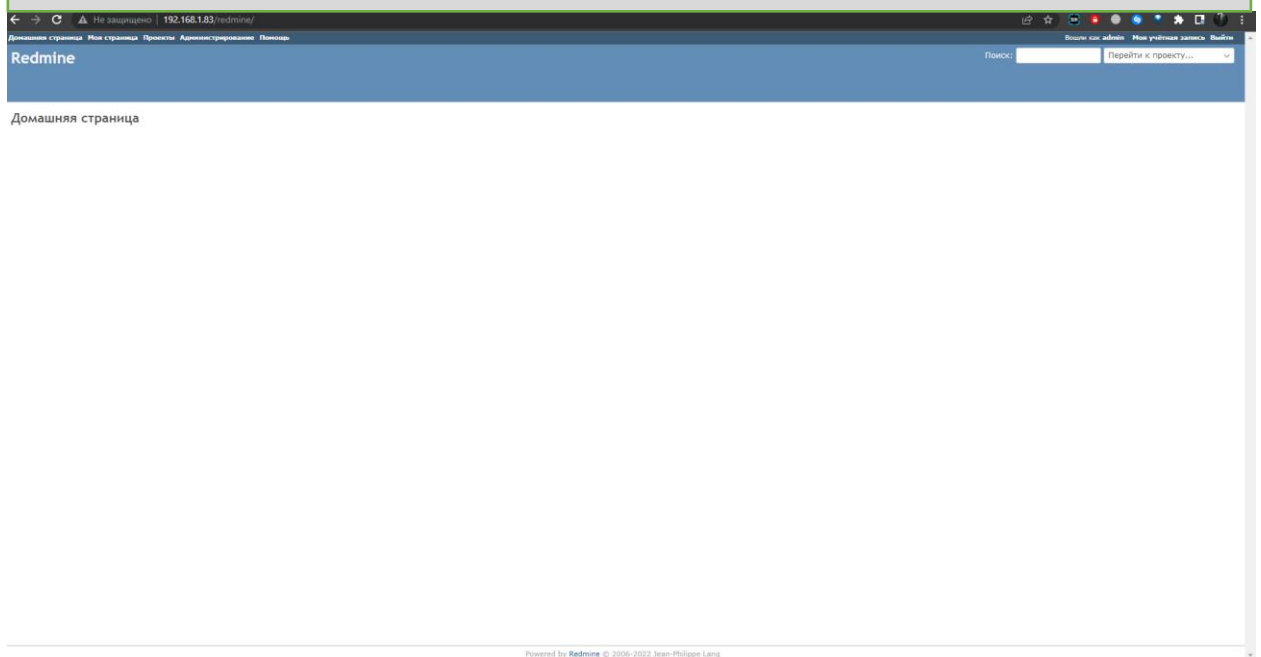 Не защищено | 192.168.1.83/redmine/
Домашняя страница Моя страница Проекты Администрирование Помощь
Вошли как admin Моя учётная запись Выйти
Redmine
Поиск:
Перейти к проекту...
Домашняя страница
Powered by Redmine © 2006-2022 Jean-Philippe Lang